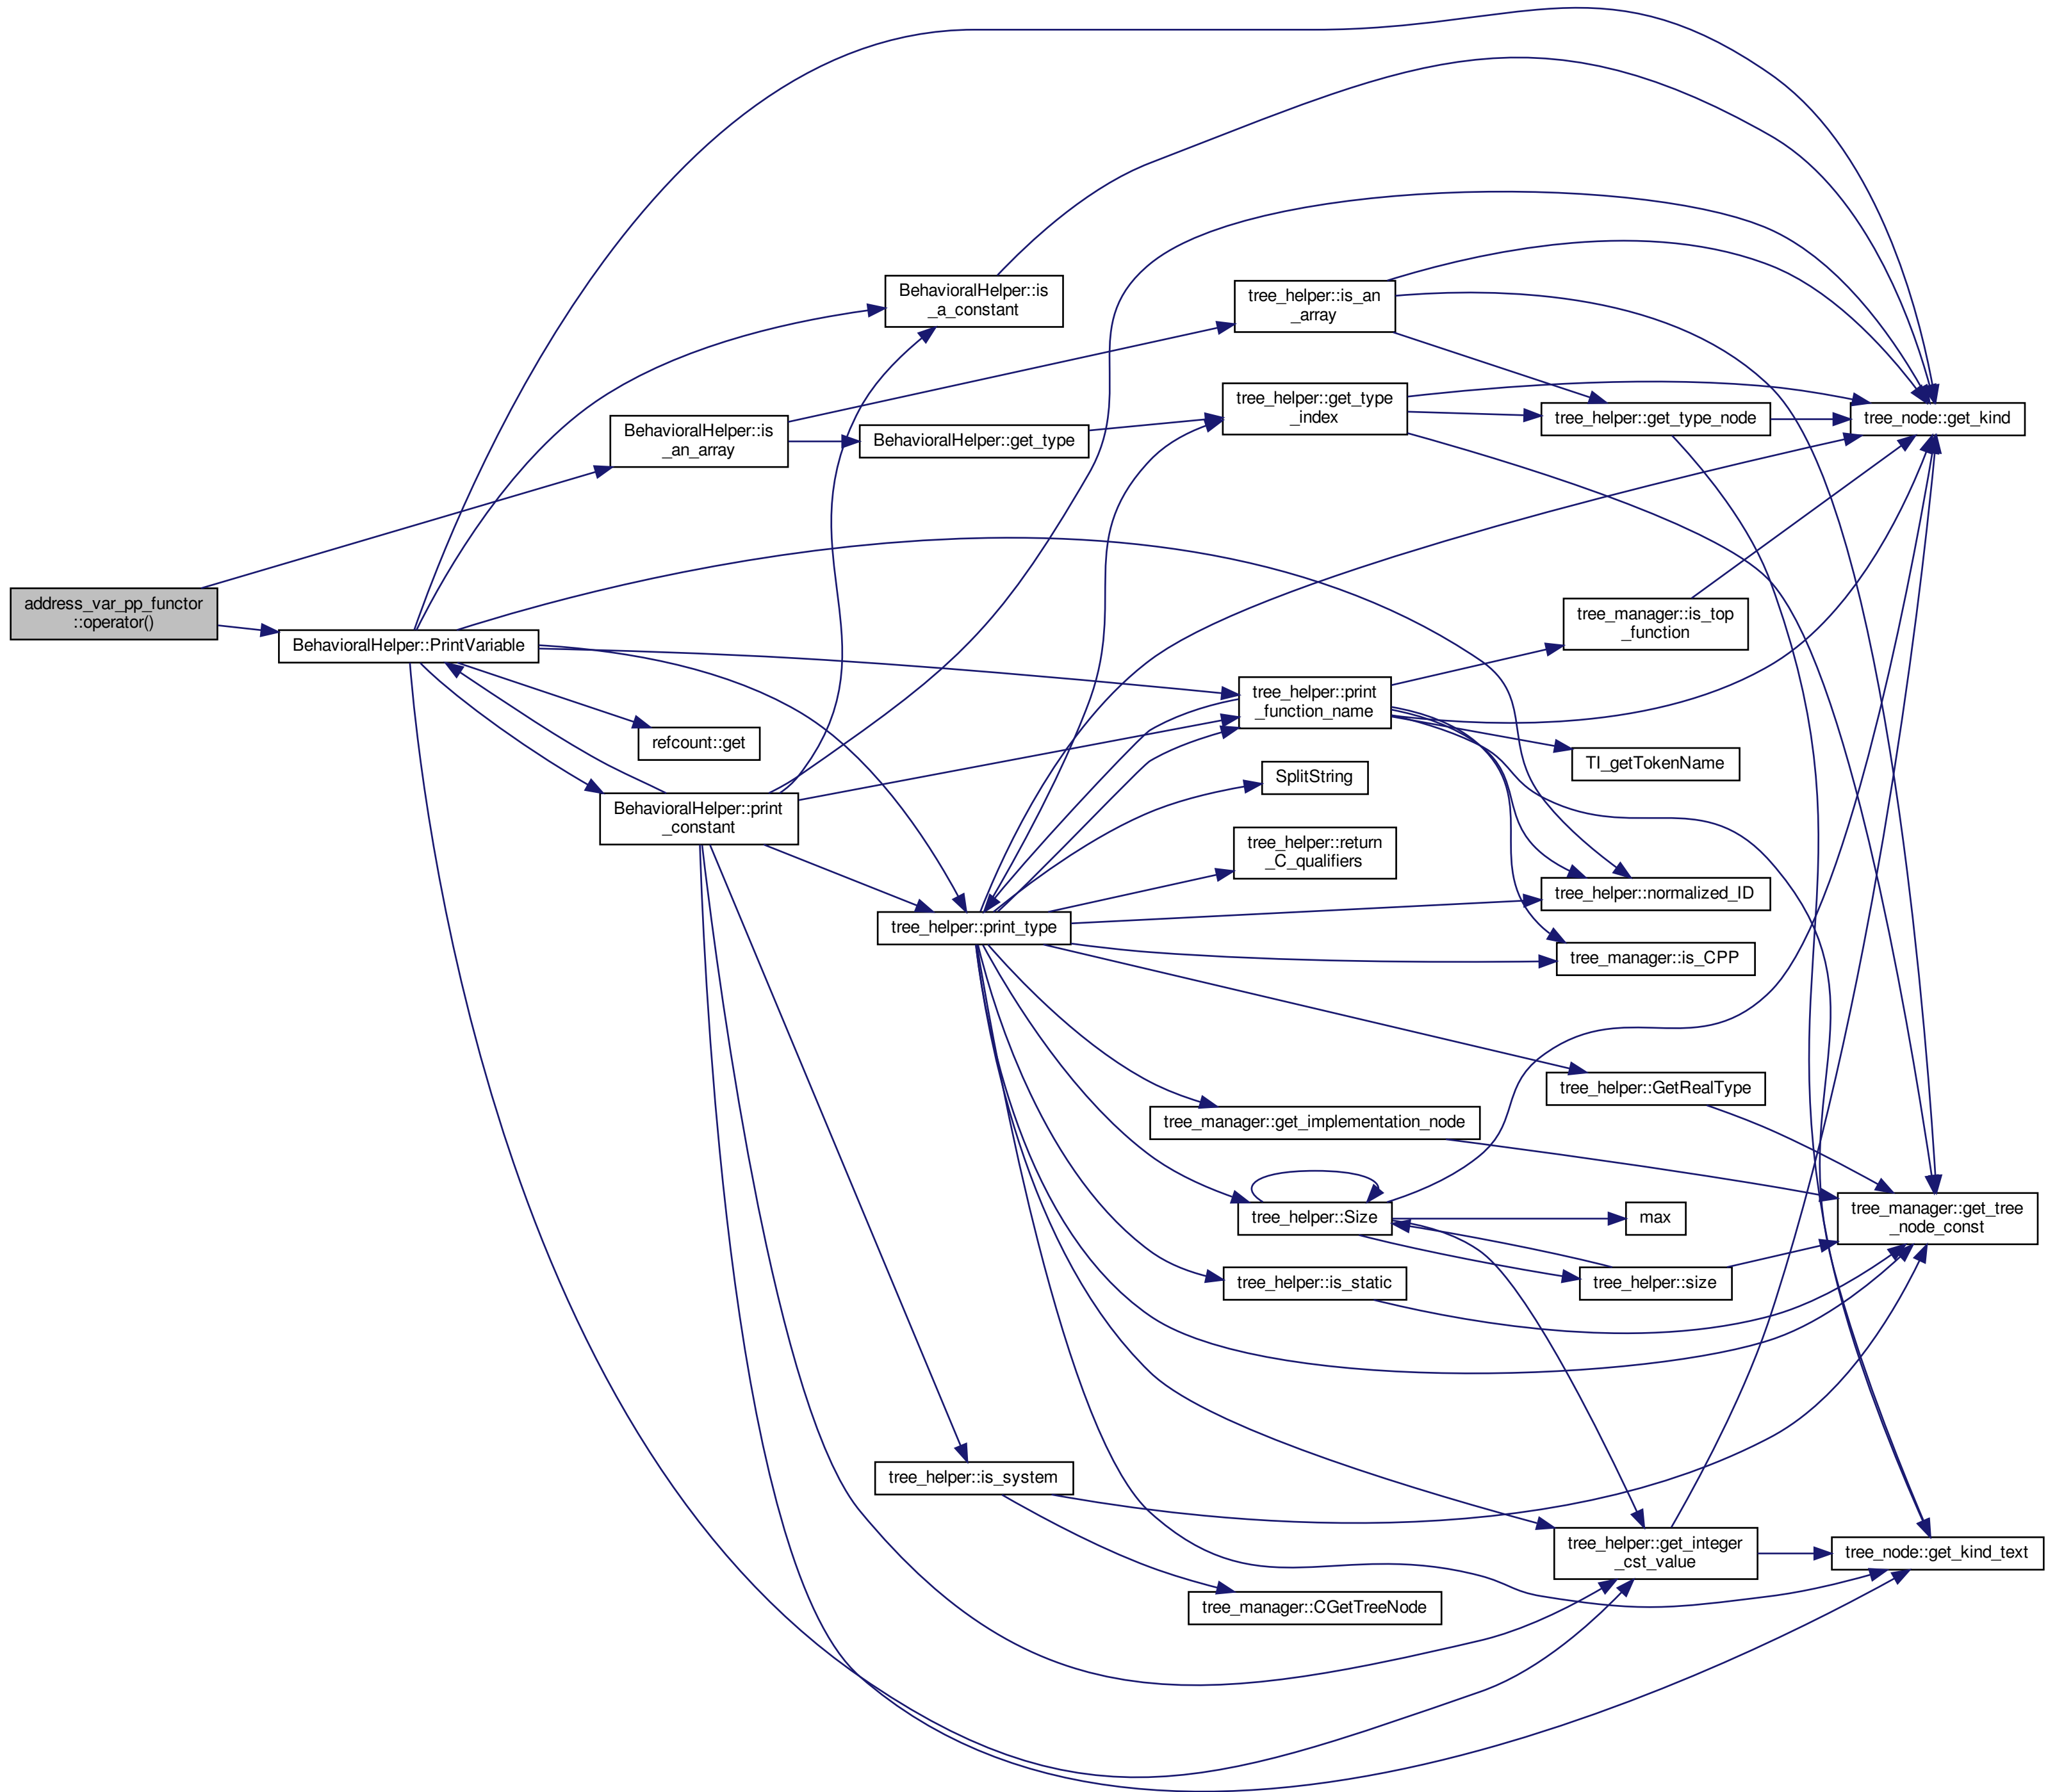 address_var_pp_functor
::operator()
BehavioralHelper::is
_an_array
BehavioralHelper::PrintVariable
refcount::get
BehavioralHelper::print
_constant
BehavioralHelper::is
_a_constant
BehavioralHelper::get_type
tree_helper::print_type
tree_helper::is_system
tree_helper::is_an
_array
tree_helper::get_type
_index
tree_helper::print
_function_name
SplitString
tree_helper::return
_C_qualifiers
tree_manager::get_implementation_node
tree_helper::Size
tree_helper::is_static
tree_manager::CGetTreeNode
tree_helper::get_type_node
tree_manager::is_top
_function
TI_getTokenName
tree_helper::normalized_ID
tree_manager::is_CPP
tree_helper::GetRealType
max
tree_helper::size
tree_helper::get_integer
_cst_value
tree_node::get_kind
tree_manager::get_tree
_node_const
tree_node::get_kind_text